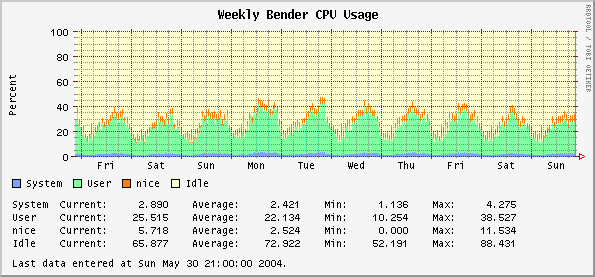 Weekly Bender CPU Usage
RRDTOOL / TOBI OETIKER
Percent
100
80
60
40
20
0
Fri Sat Sun Mon Tue Wed Thu Fri Sat Sun
System User nice Idle
System Current: 2.890 Average: 2.421 Min: 1.136 Max: 4.275
User Current: 25.515 Average: 22.134 Min: 10.254 Max: 38.527
nice Current: 5.718 Average: 2.524 Min: 0.000 Max: 11.534
Idle Current: 65.877 Average: 72.922 Min: 52.191 Max: 88.431
Last data entered at Sun May 30 21:00:00 2004.